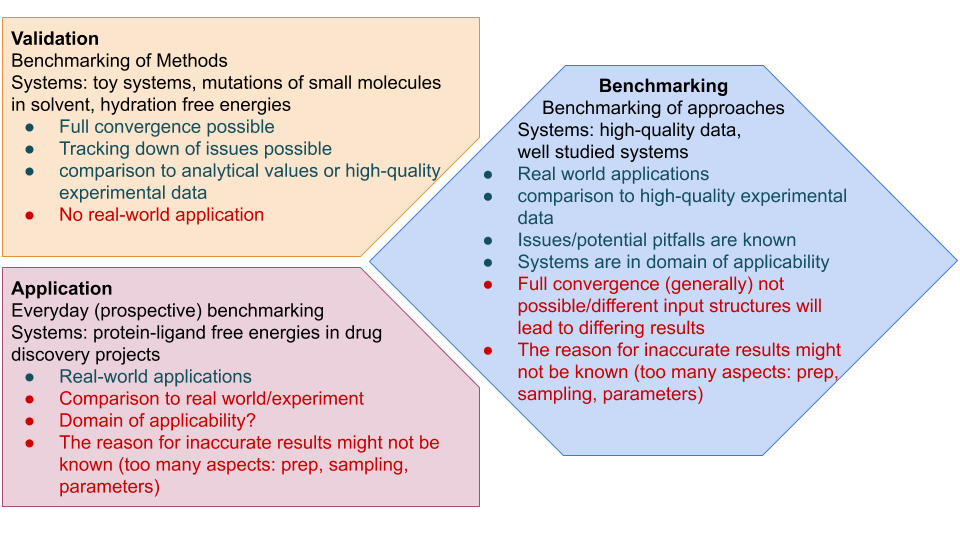 Validation
Benchmarking of Methods
Systems: toy systems, mutations of small molecules
in solvent, hydration free energies
● Full convergence possible
● Tracking down of issues possible
● comparison to analytical values or high-quality
experimental data
● No real-world application
Application
Everyday (prospective) benchmarking
Systems: protein-ligand free energies in drug
discovery projects
● Real-world applications
● Comparison to real world/experiment
● Domain of applicability?
● The reason for inaccurate results might not be
known (too many aspects: prep, sampling,
parameters)
Benchmarking
Benchmarking of approaches
Systems: high-quality data,
well studied systems
● Real world applications
● comparison to high-quality experimental
data
● Issues/potential pitfalls are known
● Systems are in domain of applicability
● Full convergence (generally) not
possible/different input structures will
lead to differing results
● The reason for inaccurate results might
not be known (too many aspects: prep,
sampling, parameters)